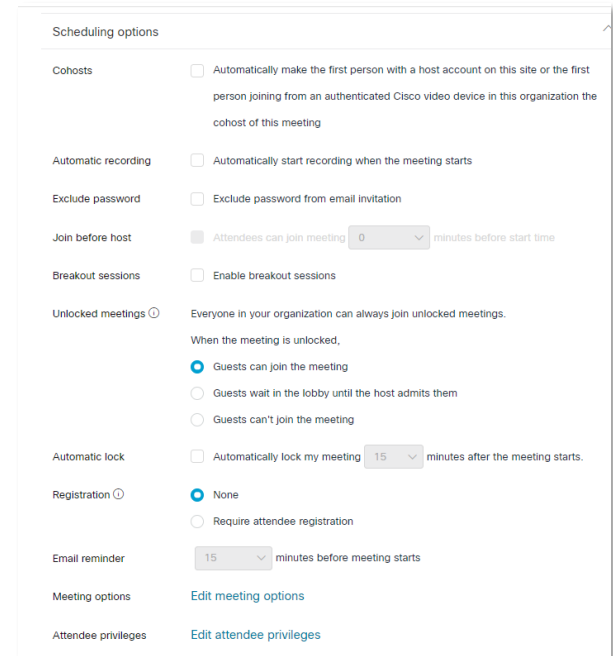 Scheduling options
Cohosts
Automatically make the first person with a host account on this site or the first
person joining from an authenticated Cisco video device in this organization the
cohost of this meeting
Automatic recording
Automatically start recording when the meeting starts
Exclude password
Exclude password from email invitation
Join before host
Attendees can join meeting 0 minutes before start time
Breakout sessions
Enable breakout sessions
Unlocked meetings
Everyone in your organization can always join unlocked meetings.
When the meeting is unlocked,
Guests can join the meeting
Guests wait in the lobby until the host admits them
Guests can't join the meeting
Automatic lock
Automatically lock my meeting 15 minutes after the meeting starts.
Registration
None
Require attendee registration
Email reminder
15 minutes before meeting starts
Meeting options
Edit meeting options
Attendee privileges
Edit attendee privileges